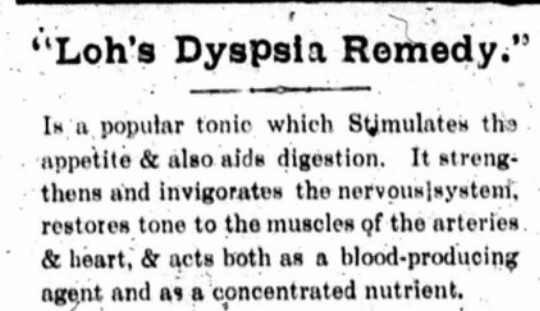 “Loh's Dyspsia Remedy.”
Is a popular tonic which Stimulates the
appetite & also aids digestion. It streng-
thens and invigorates the nervous system,
restores tone to the muscles of the arteries
& heart, & acts both as a blood-producing
agent and as a concentrated nutrient.